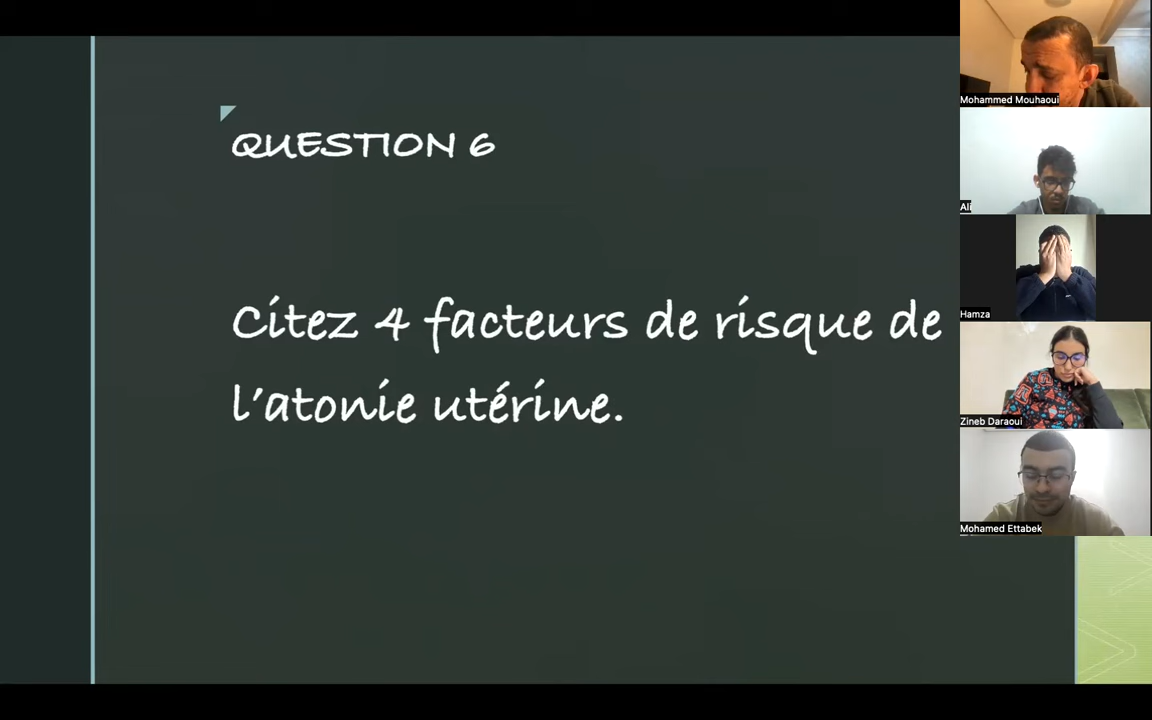 QUESTION 6
Citez 4 facteurs de risque de
l'atonie utérine.
Mohammed Mouhaoui
Ali
Hamza
Zineb Daraoui
Mohamed Ettabek